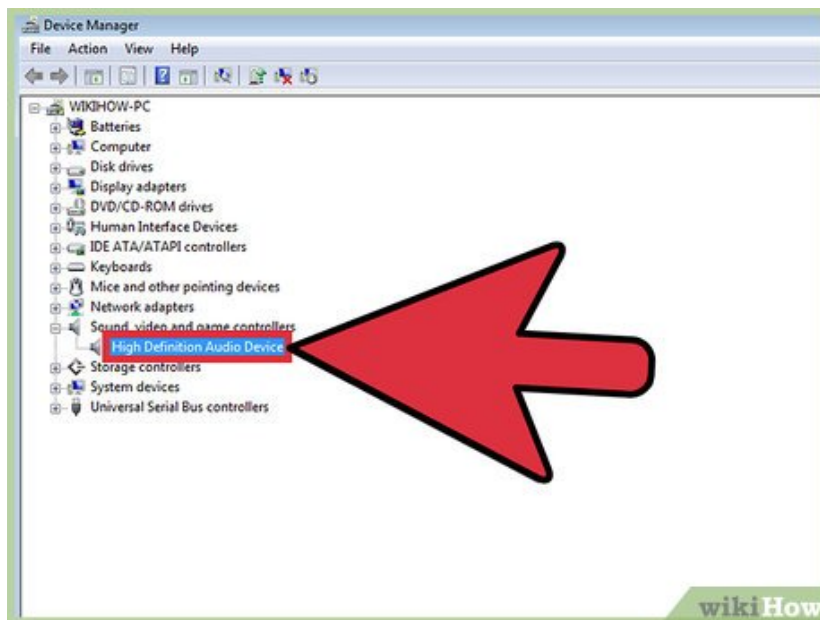 Device Manager
File Action View Help
WIKIHOW-PC
Batteries
Computer
Disk drives
Display adapters
DVD/CD-ROM drives
Human Interface Devices
IDE ATA/ATAPI controllers
Keyboards
Mice and other pointing devices
Network adapters
Sound, video and game controllers
High Definition Audio Device
Storage controllers
System devices
Universal Serial Bus controllers
wikiHow